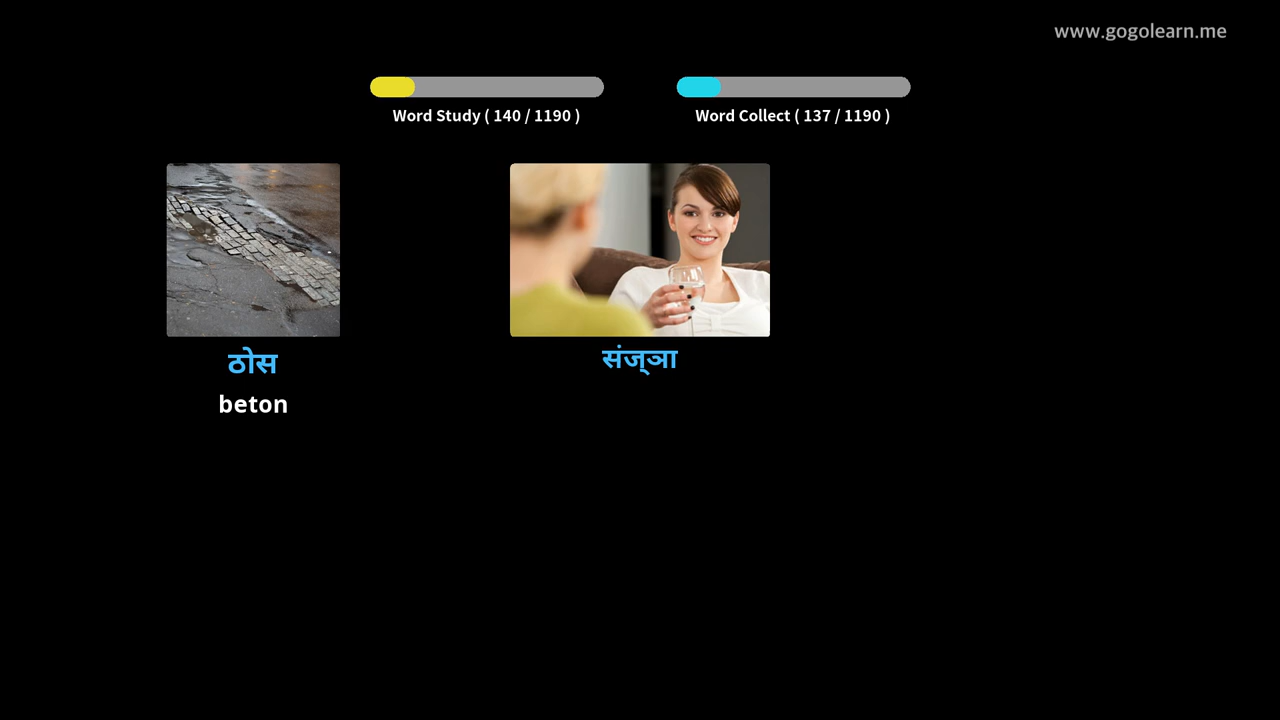 www.gogolearn.me
Word Study ( 140 / 1190 )
Word Collect ( 137 / 1190 )
ठोस
beton
संज्ञा